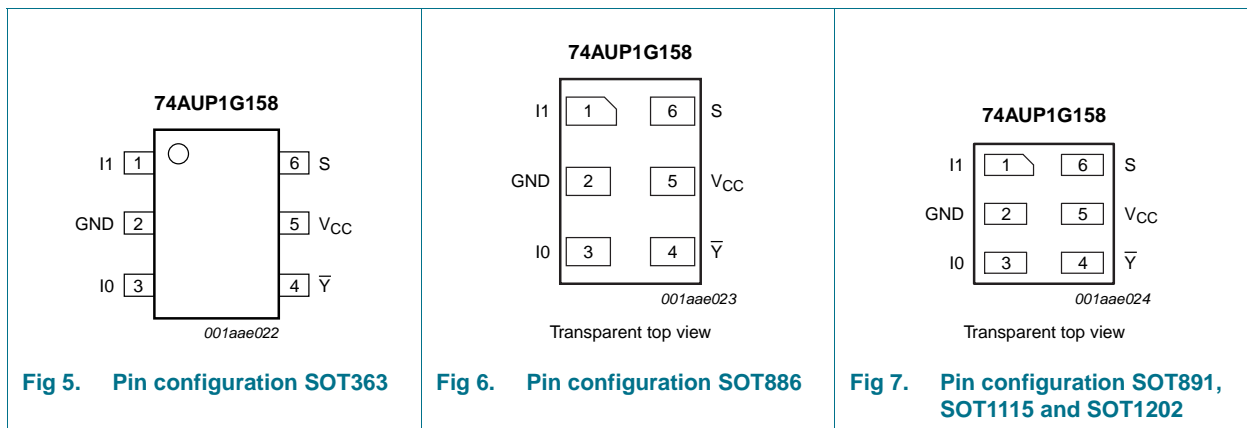 74AUP1G158
I1 1 6 S
GND 2 5 VCC
I0 3 4 Y̅
001aae022
Fig 5. Pin configuration SOT363
74AUP1G158
I1 1 6 S
GND 2 5 VCC
I0 3 4 Y̅
001aae023
Transparent top view
Fig 6. Pin configuration SOT886
74AUP1G158
I1 1 6 S
GND 2 5 VCC
I0 3 4 Y̅
001aae024
Transparent top view
Fig 7. Pin configuration SOT891,
SOT1115 and SOT1202